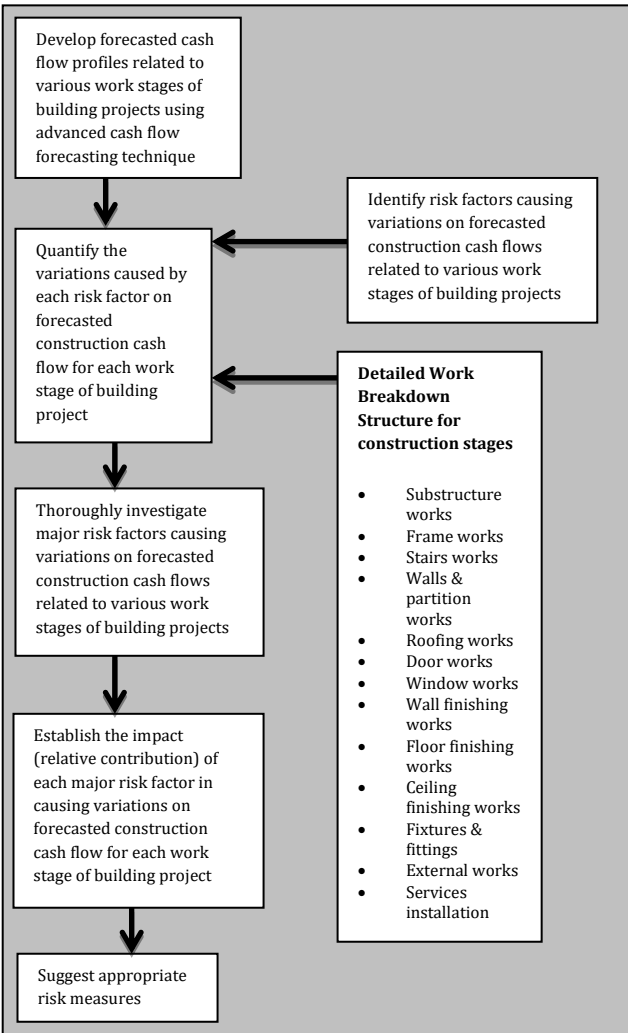 Develop forecasted cash
flow profiles related to
various work stages of
building projects using
advanced cash flow
forecasting technique
Identify risk factors causing
variations on forecasted
construction cash flows
related to various work
stages of building projects
Quantify the
variations caused by
each risk factor on
forecasted
construction cash
flow for each work
stage of building
project
Detailed Work
Breakdown
Structure for
construction stages
• Substructure
works
• Frame works
• Stairs works
• Walls &
partition
works
• Roofing works
• Door works
• Window works
• Wall finishing
works
• Floor finishing
works
• Ceiling
finishing works
• Fixtures &
fittings
• External works
• Services
installation
Thoroughly investigate
major risk factors causing
variations on forecasted
construction cash flows
related to various work
stages of building projects
Establish the impact
(relative contribution) of
each major risk factor in
causing variations on
forecasted construction
cash flow for each work
stage of building project
Suggest appropriate
risk measures